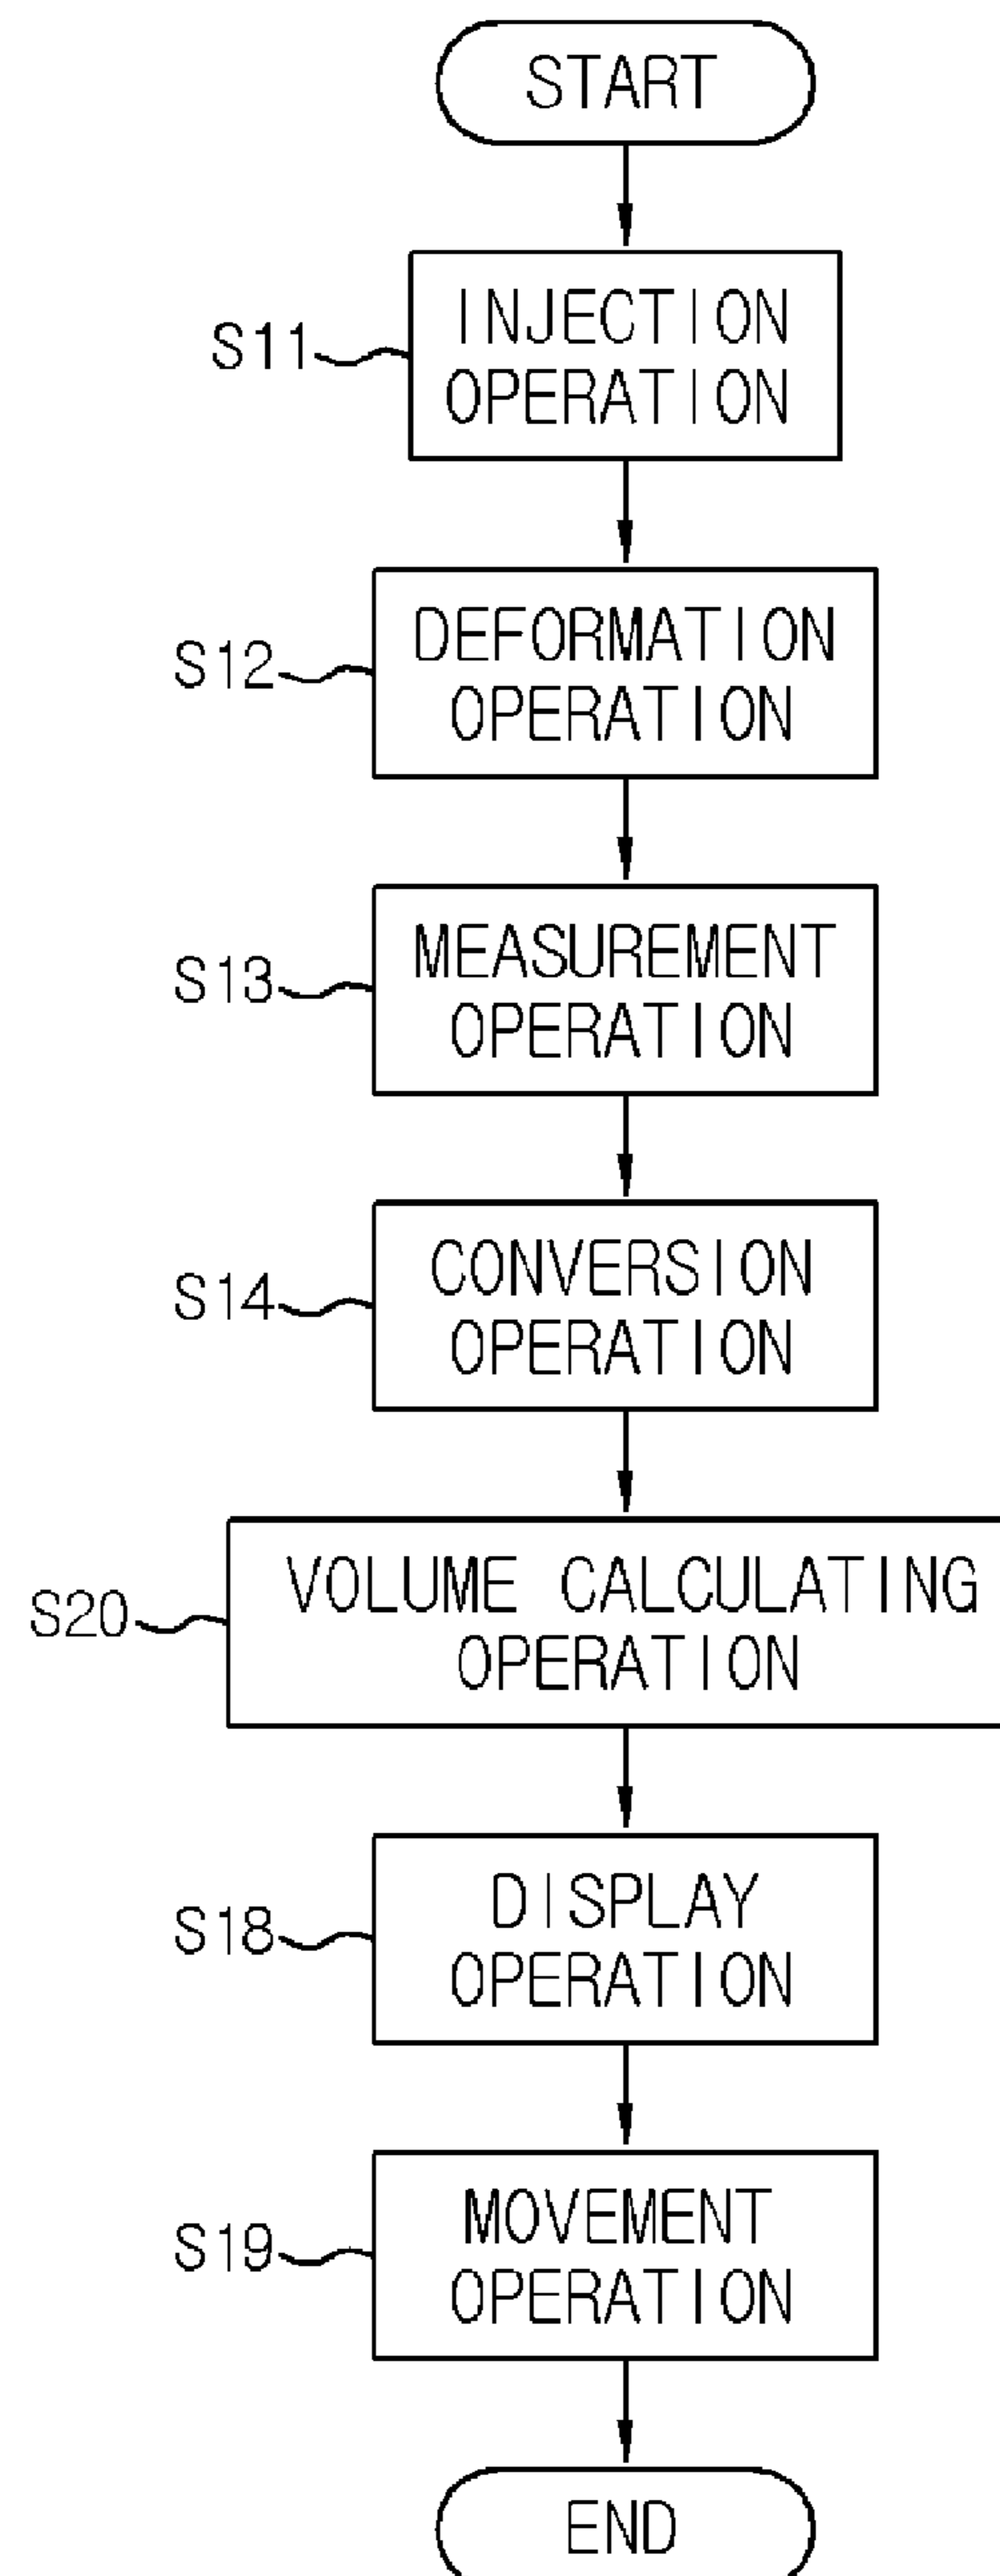 START
S11
INJECTION
OPERATION
S12
DEFORMATION
OPERATION
S13
MEASUREMENT
OPERATION
S14
CONVERSION
OPERATION
S20
VOLUME CALCULATING
OPERATION
S18
DISPLAY
OPERATION
S19
MOVEMENT
OPERATION
END